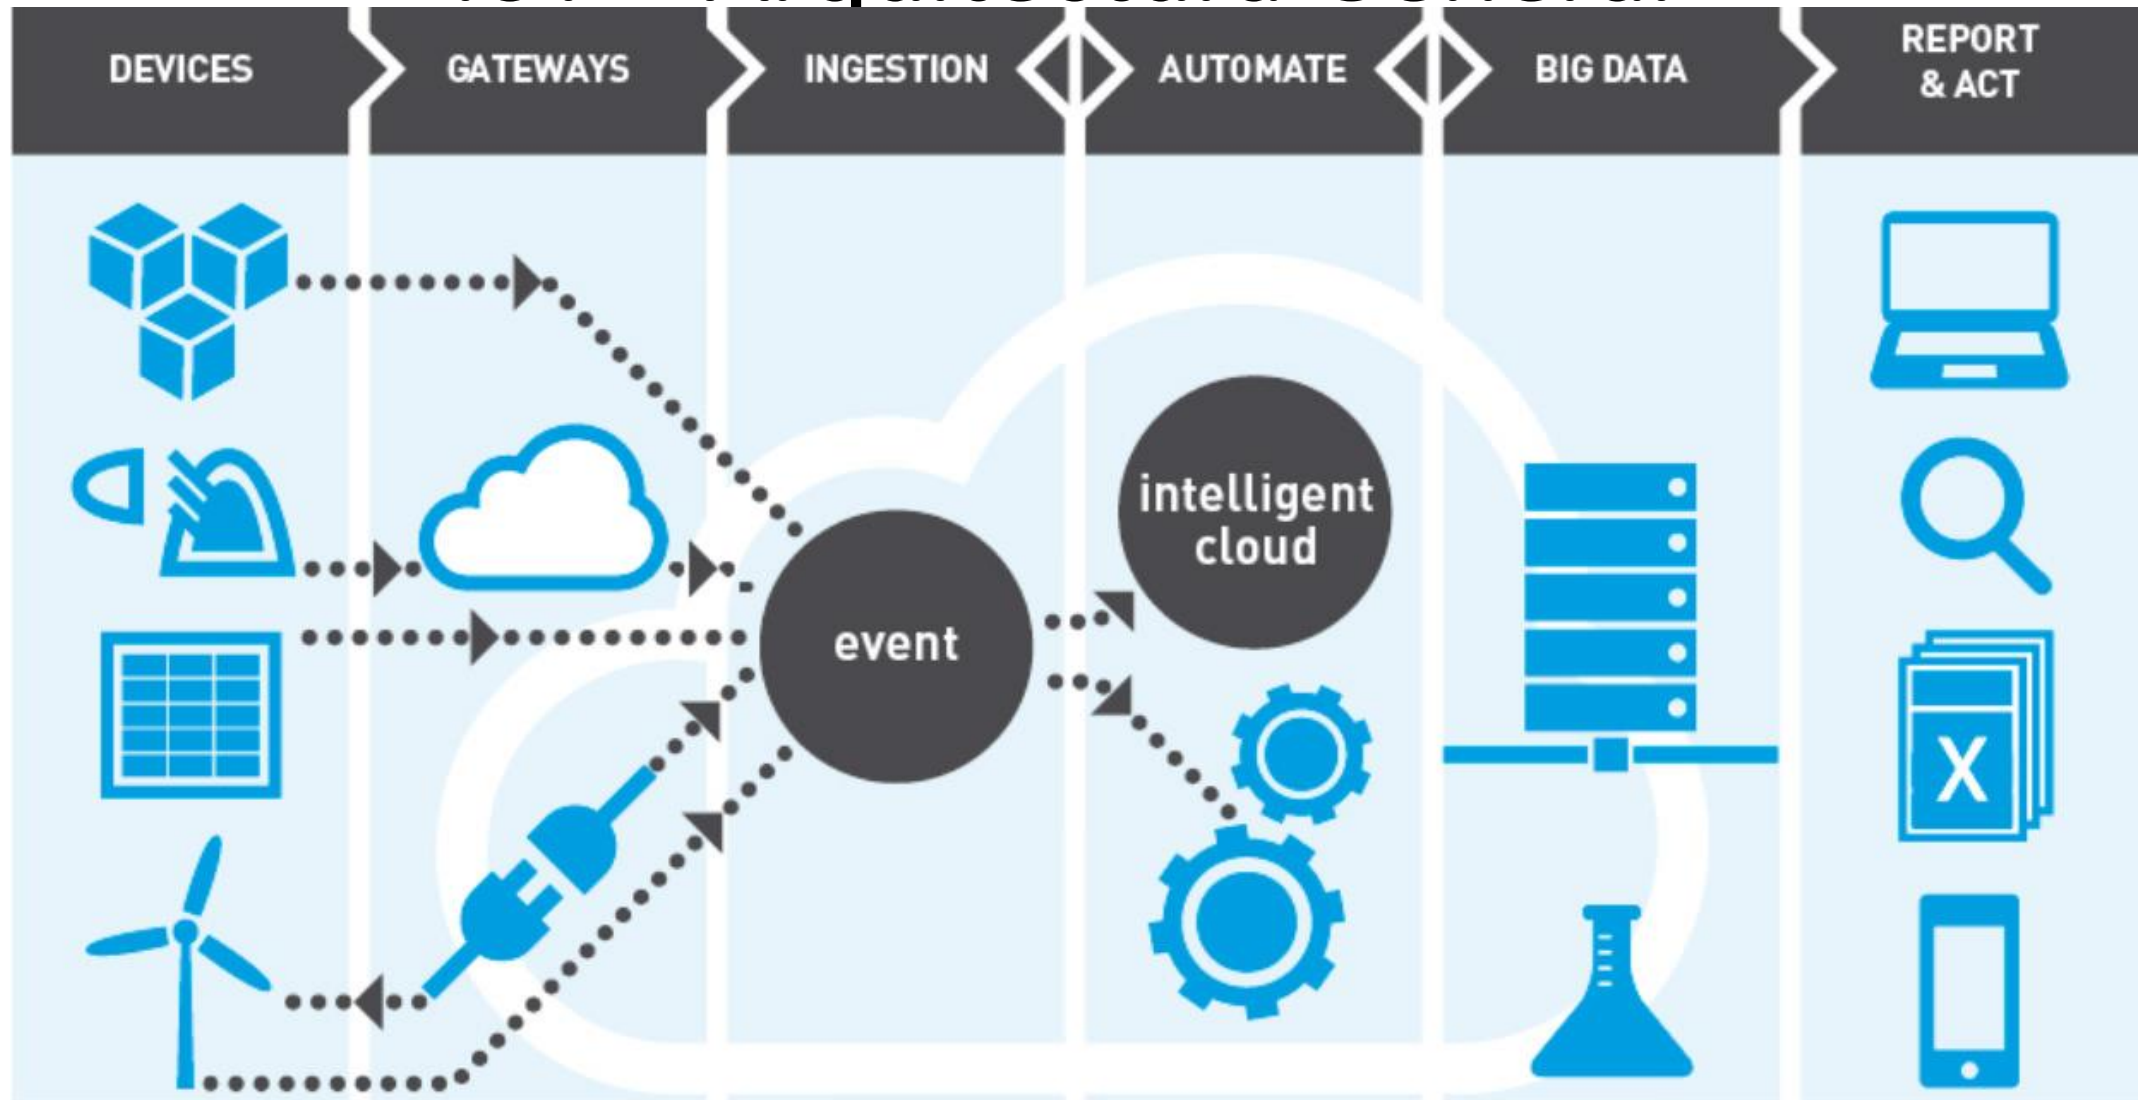 DEVICES
GATEWAYS
INGESTION
AUTOMATE
BIG DATA
REPORT
& ACT
intelligent
cloud
event
X